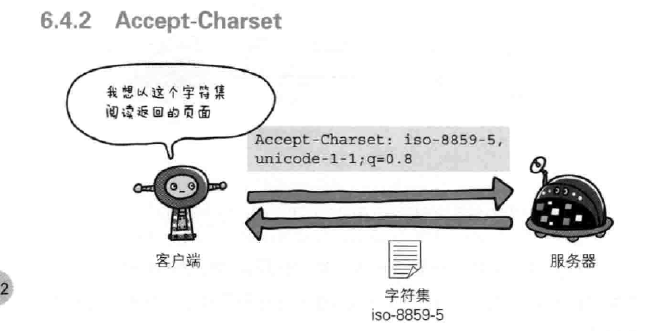 6.4.2 Accept-Charset
我想以这个字符集
阅读返回的页面
Accept-Charset: iso-8859-5,
unicode-1-1;q=0.8
客户端
服务器
字符集
iso-8859-5
2